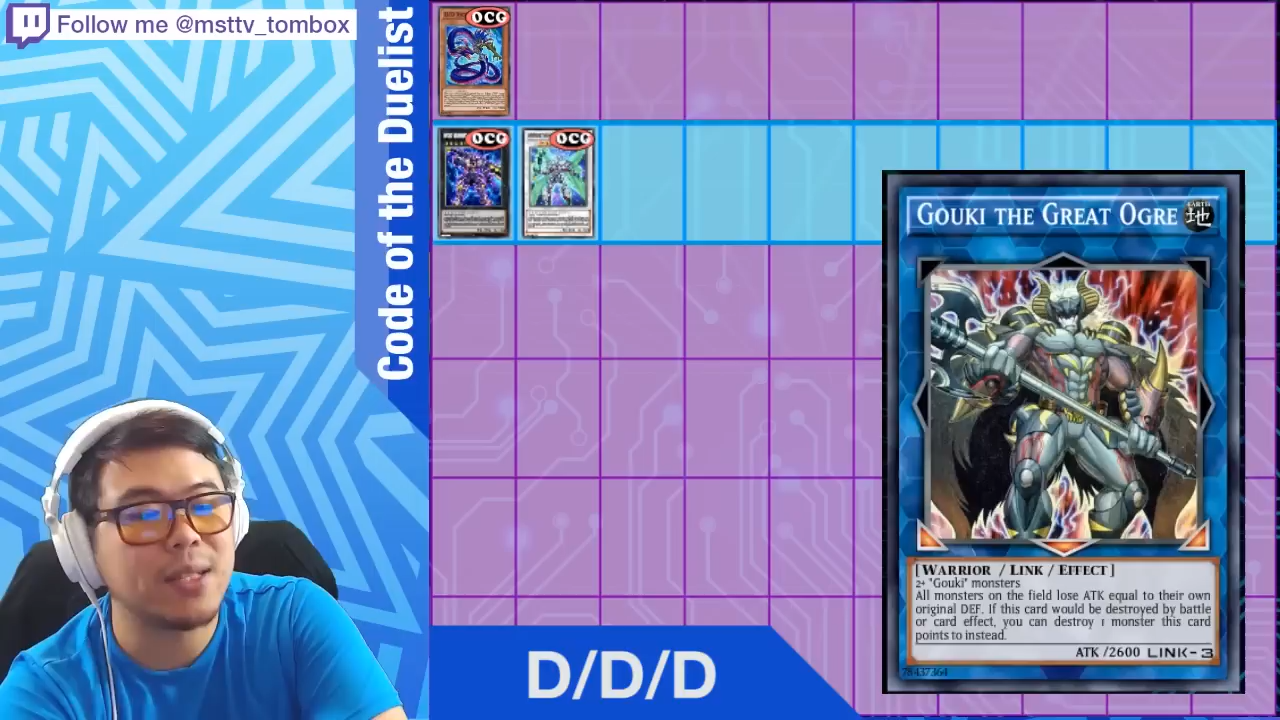 Follow me @msttv_tombox
Code of the Duelist
OCG
OCG
OCG
GOUKI THE GREAT OGRE
EARTH
地
[ WARRIOR / LINK / EFFECT ]
2+ "Gouki" monsters
All monsters on the field lose ATK equal to their own
original DEF. If this card would be destroyed by battle
or card effect, you can destroy 1 monster this card
points to instead.
ATK /2600 LINK-3
D/D/D